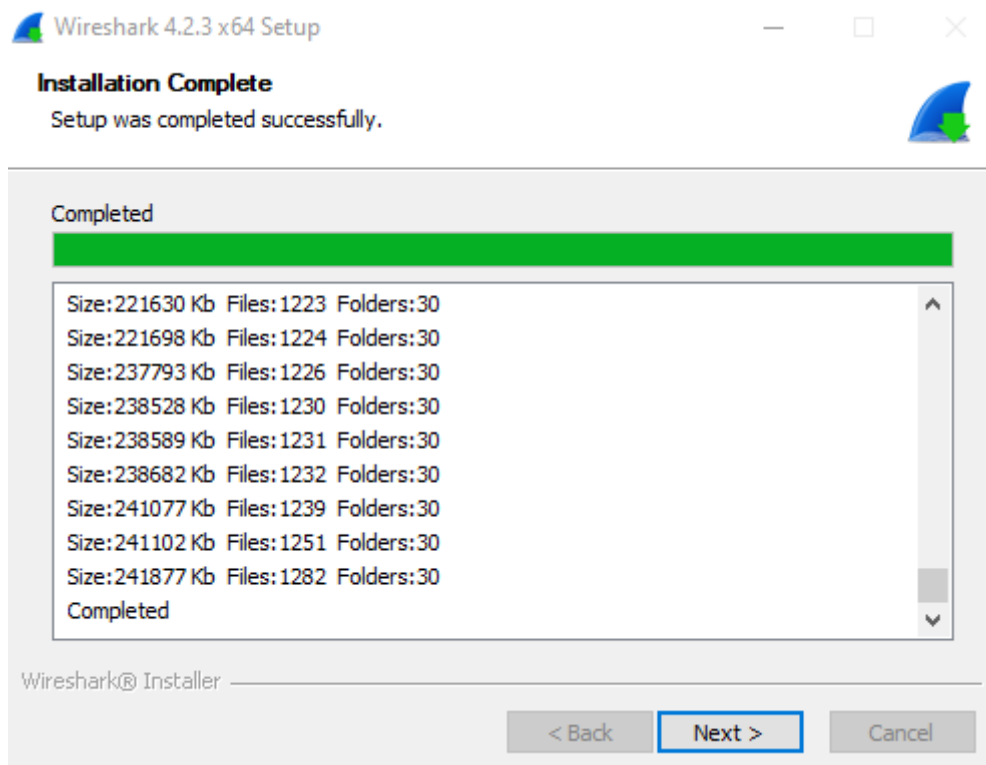 Wireshark 4.2.3 x64 Setup
Installation Complete
Setup was completed successfully.
Completed
Size:221630 Kb Files:1223 Folders:30
Size:221698 Kb Files:1224 Folders:30
Size:237793 Kb Files:1226 Folders:30
Size:238528 Kb Files:1230 Folders:30
Size:238589 Kb Files:1231 Folders:30
Size:238682 Kb Files:1232 Folders:30
Size:241077 Kb Files:1239 Folders:30
Size:241102 Kb Files:1251 Folders:30
Size:241877 Kb Files:1282 Folders:30
Completed
Wireshark® Installer
< Back Next > Cancel